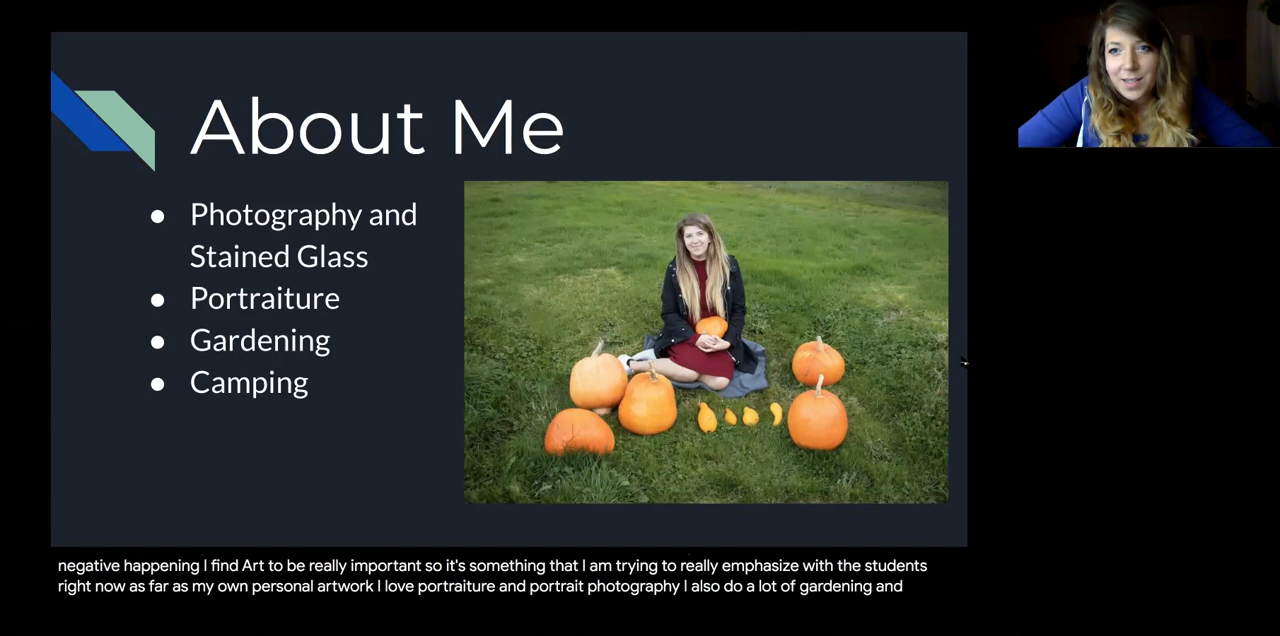 About Me
● Photography and
Stained Glass
● Portraiture
● Gardening
● Camping
negative happening I find Art to be really important so it's something that I am trying to really emphasize with the students
right now as far as my own personal artwork I love portraiture and portrait photography I also do a lot of gardening and